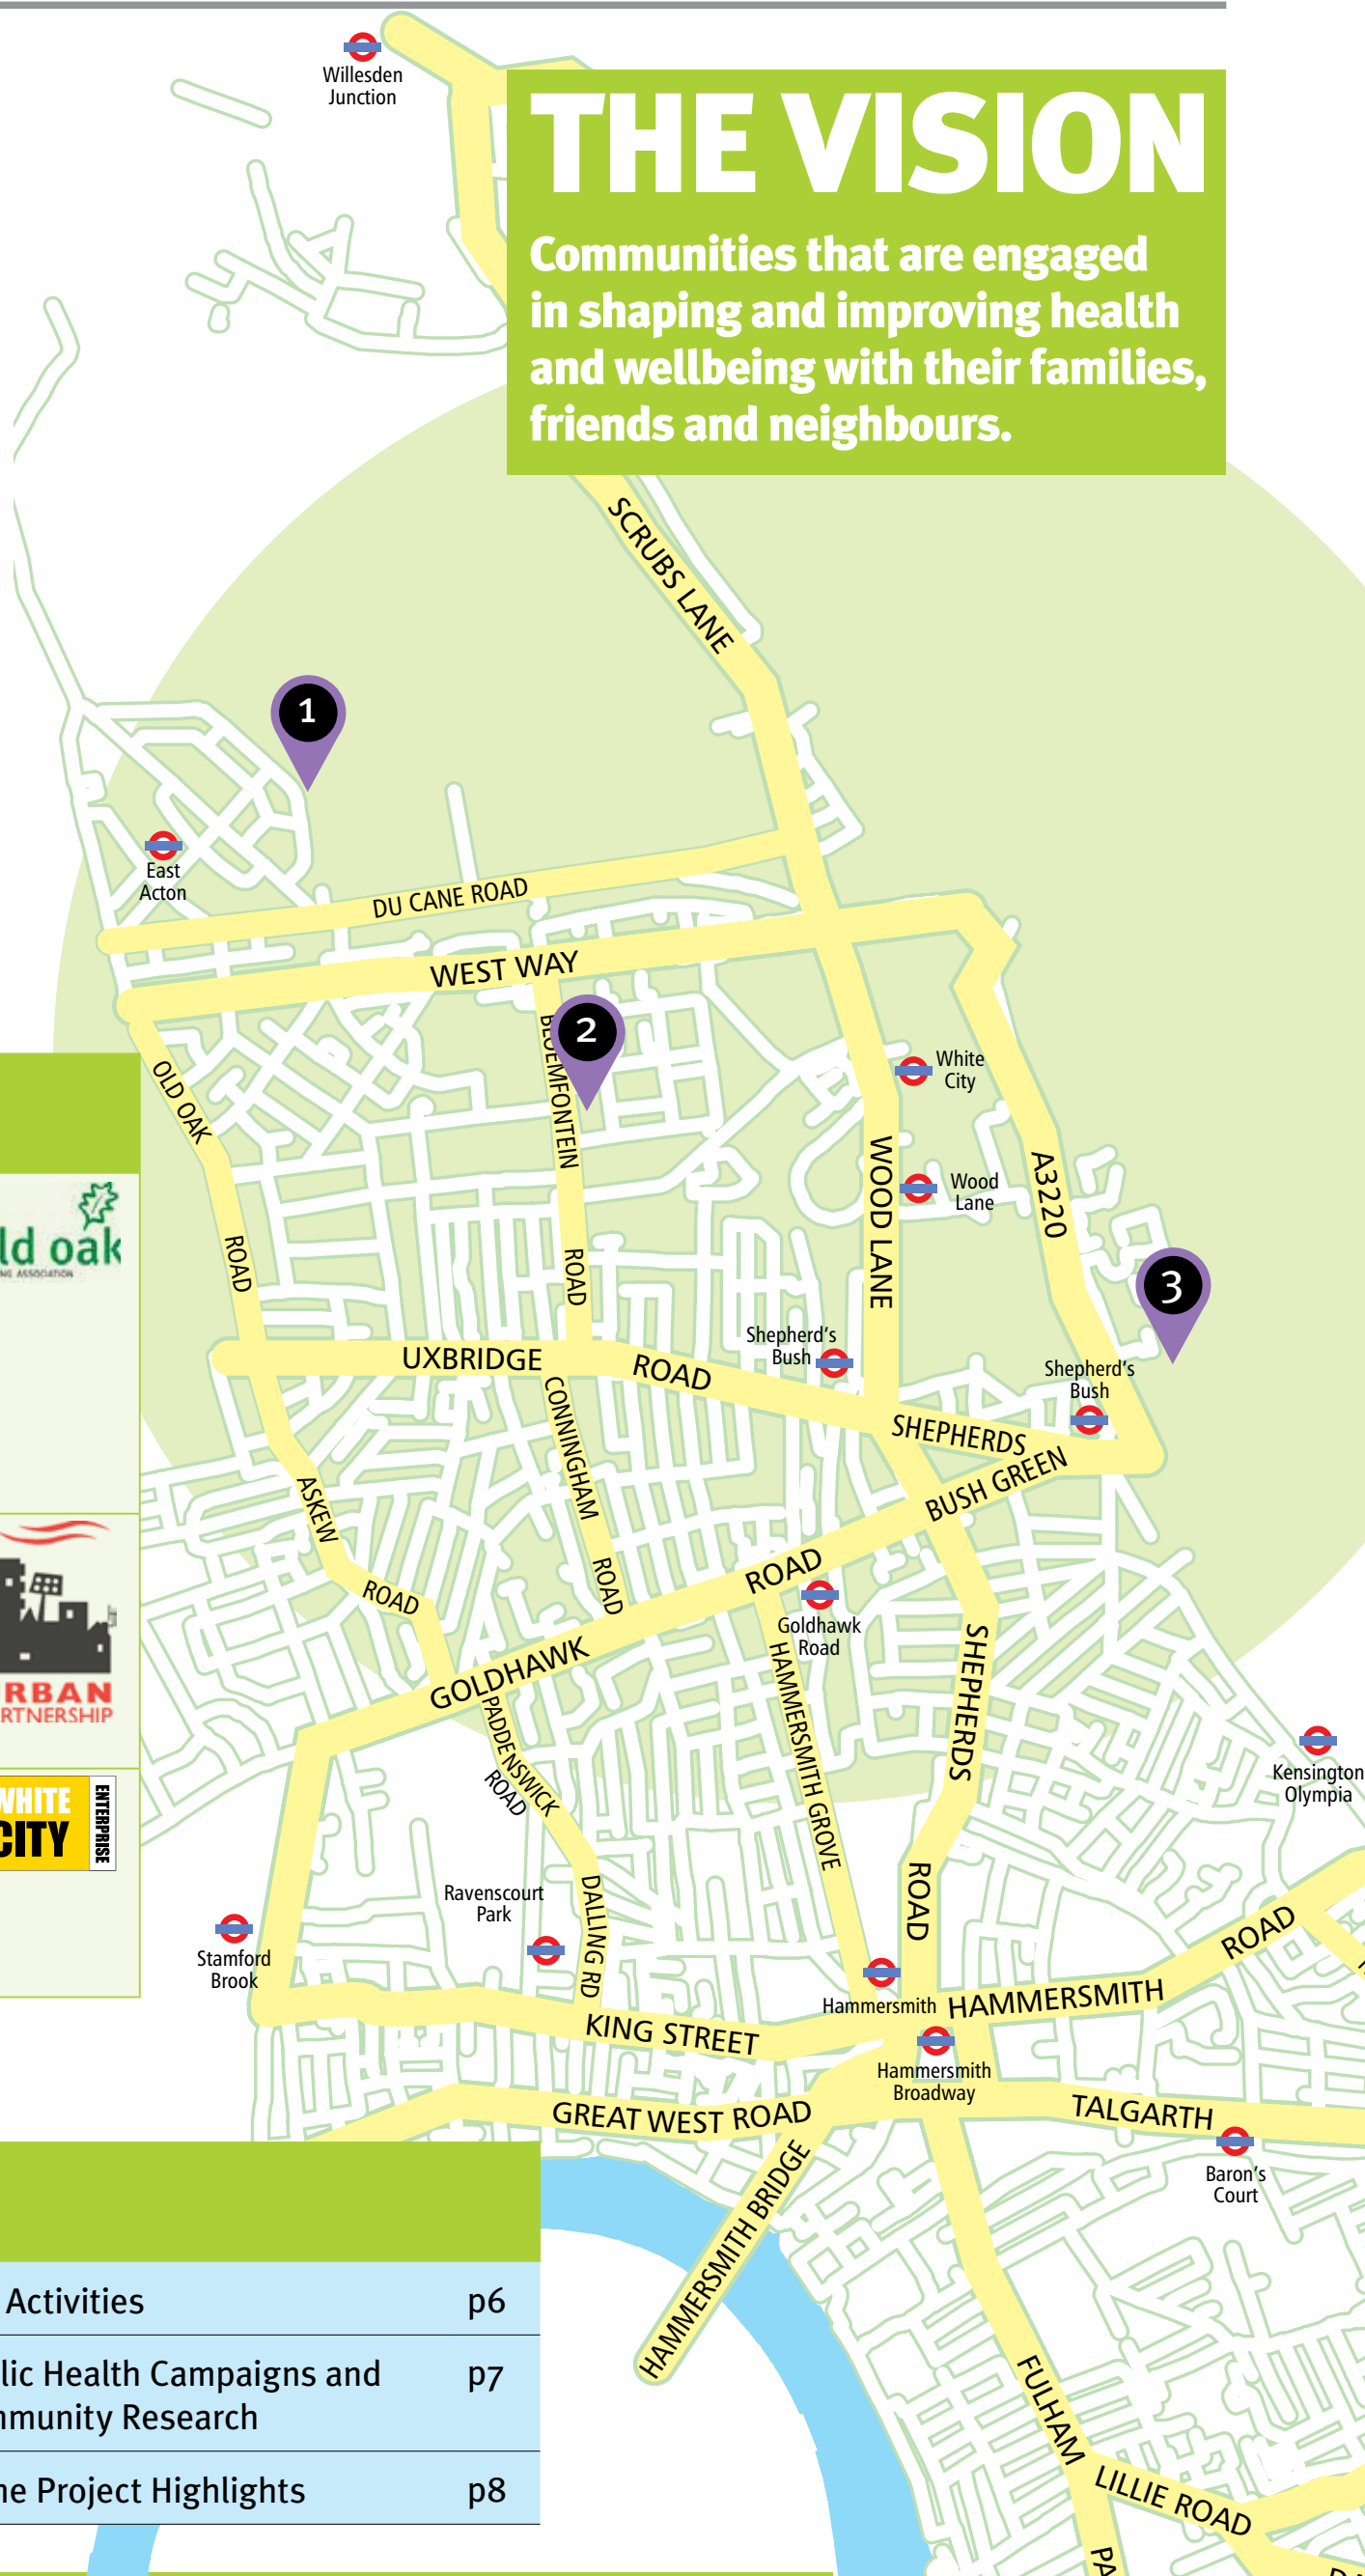 Willesden
Junction
THE VISION
Communities that are engaged
in shaping and improving health
and wellbeing with their families,
friends and neighbours.
SCRUBS LANE
1
East
Acton
DU CANE ROAD
WEST WAY
2
BLOEMFONTEIN
ROAD
OLD OAK
ROAD
White
City
Wood
Lane
WOOD LANE
A3220
3
ld oak
NG ASSOCIATION
Shepherd's
Bush
Shepherd's
Bush
UXBRIDGE ROAD
SHEPHERDS
BUSH GREEN
CONNINGHAM
ROAD
ASKEW
ROAD
GOLDHAWK
ROAD
Goldhawk
Road
RBAN
RTNERSHIP
PADDENSWICK
ROAD
HAMMERSMITH GROVE
SHEPHERDS
ROAD
Kensington
Olympia
WHITE
CITY
ENTERPRISE
Ravenscourt
Park
DALLING RD
Stamford
Brook
Hammersmith
HAMMERSMITH
ROAD
KING STREET
Hammersmith
Broadway
GREAT WEST ROAD
TALGARTH
Baron's
Court
HAMMERSMITH BRIDGE
Activities p6
lic Health Campaigns and p7
mmunity Research
ne Project Highlights p8
FULHAM
LILLIE ROAD
PA